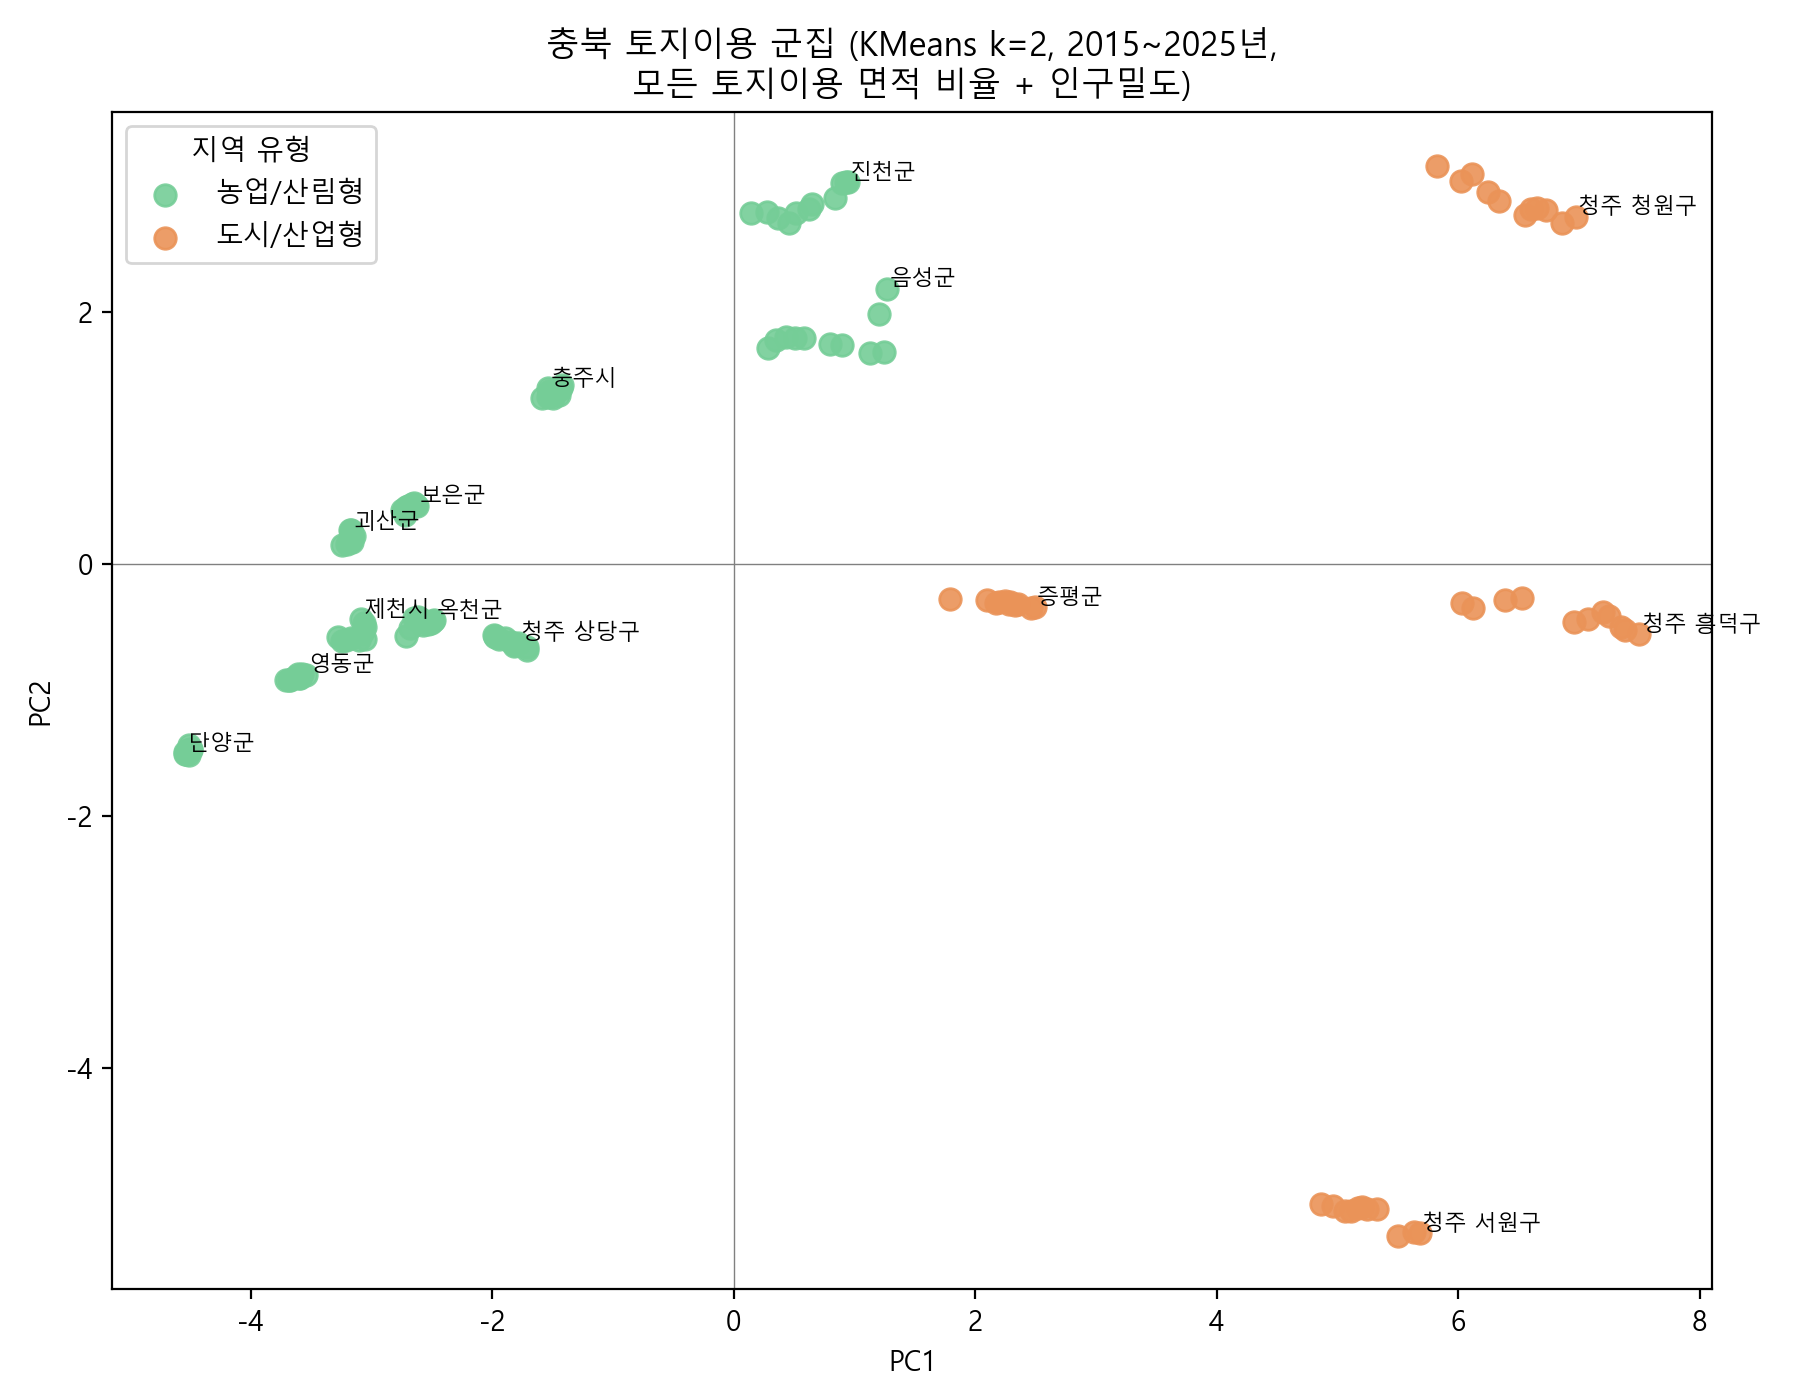 충북 토지이용 군집 (KMeans k=2, 2015~2025년,
모든 토지이용 면적 비율 + 인구밀도)
지역 유형
농업/산림형
도시/산업형
진천군
청주 청원구
음성군
충주시
보은군
괴산군
제천시
옥천군
증평군
청주 상당구
청주 흥덕구
영동군
단양군
청주 서원구
2
0
-2
-4
PC2
-4
-2
0
2
4
6
8
PC1